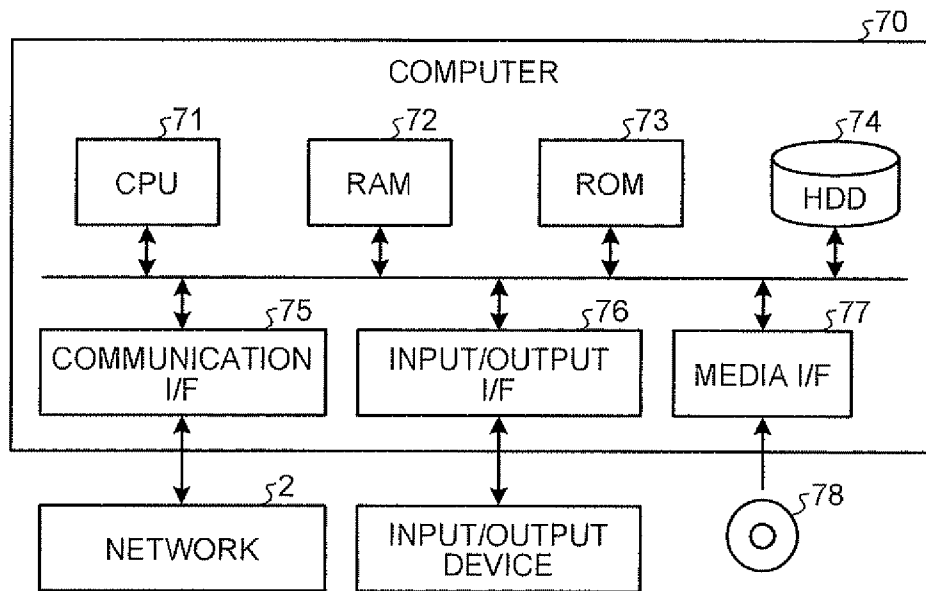 70
COMPUTER
71
72
73
74
CPU
RAM
ROM
HDD
75
76
77
COMMUNICATION
I/F
INPUT/OUTPUT
I/F
MEDIA I/F
2
78
NETWORK
INPUT/OUTPUT
DEVICE